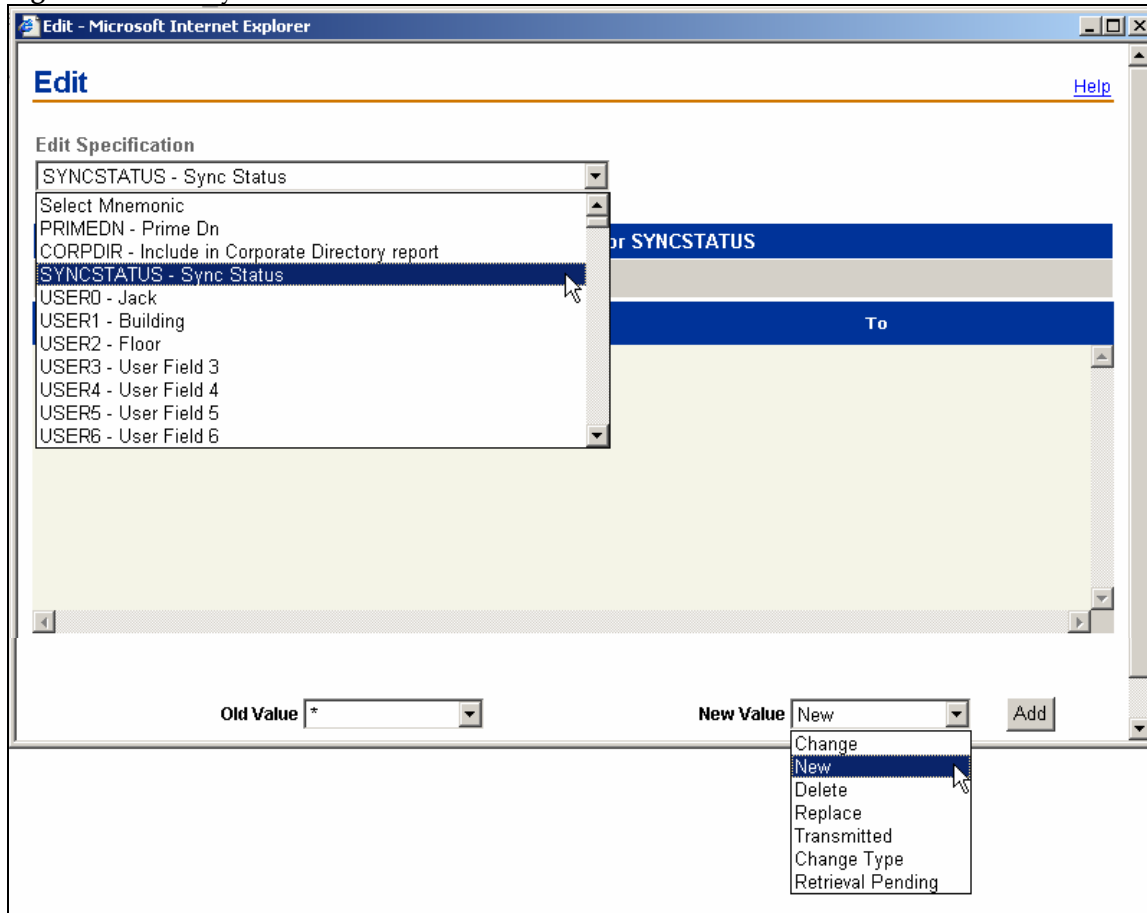 Edit - Microsoft Internet Explorer
Edit
Help
Edit Specification
SYNCSTATUS - Sync Status
Select Mnemonic
PRIMEDN - Prime Dn
CORPDIR - Include in Corporate Directory report
SYNCSTATUS - Sync Status
USER0 - Jack
USER1 - Building
USER2 - Floor
USER3 - User Field 3
USER4 - User Field 4
USER5 - User Field 5
USER6 - User Field 6
or SYNCSTATUS
To
Old Value *
New Value New
Add
Change
New
Delete
Replace
Transmitted
Change Type
Retrieval Pending